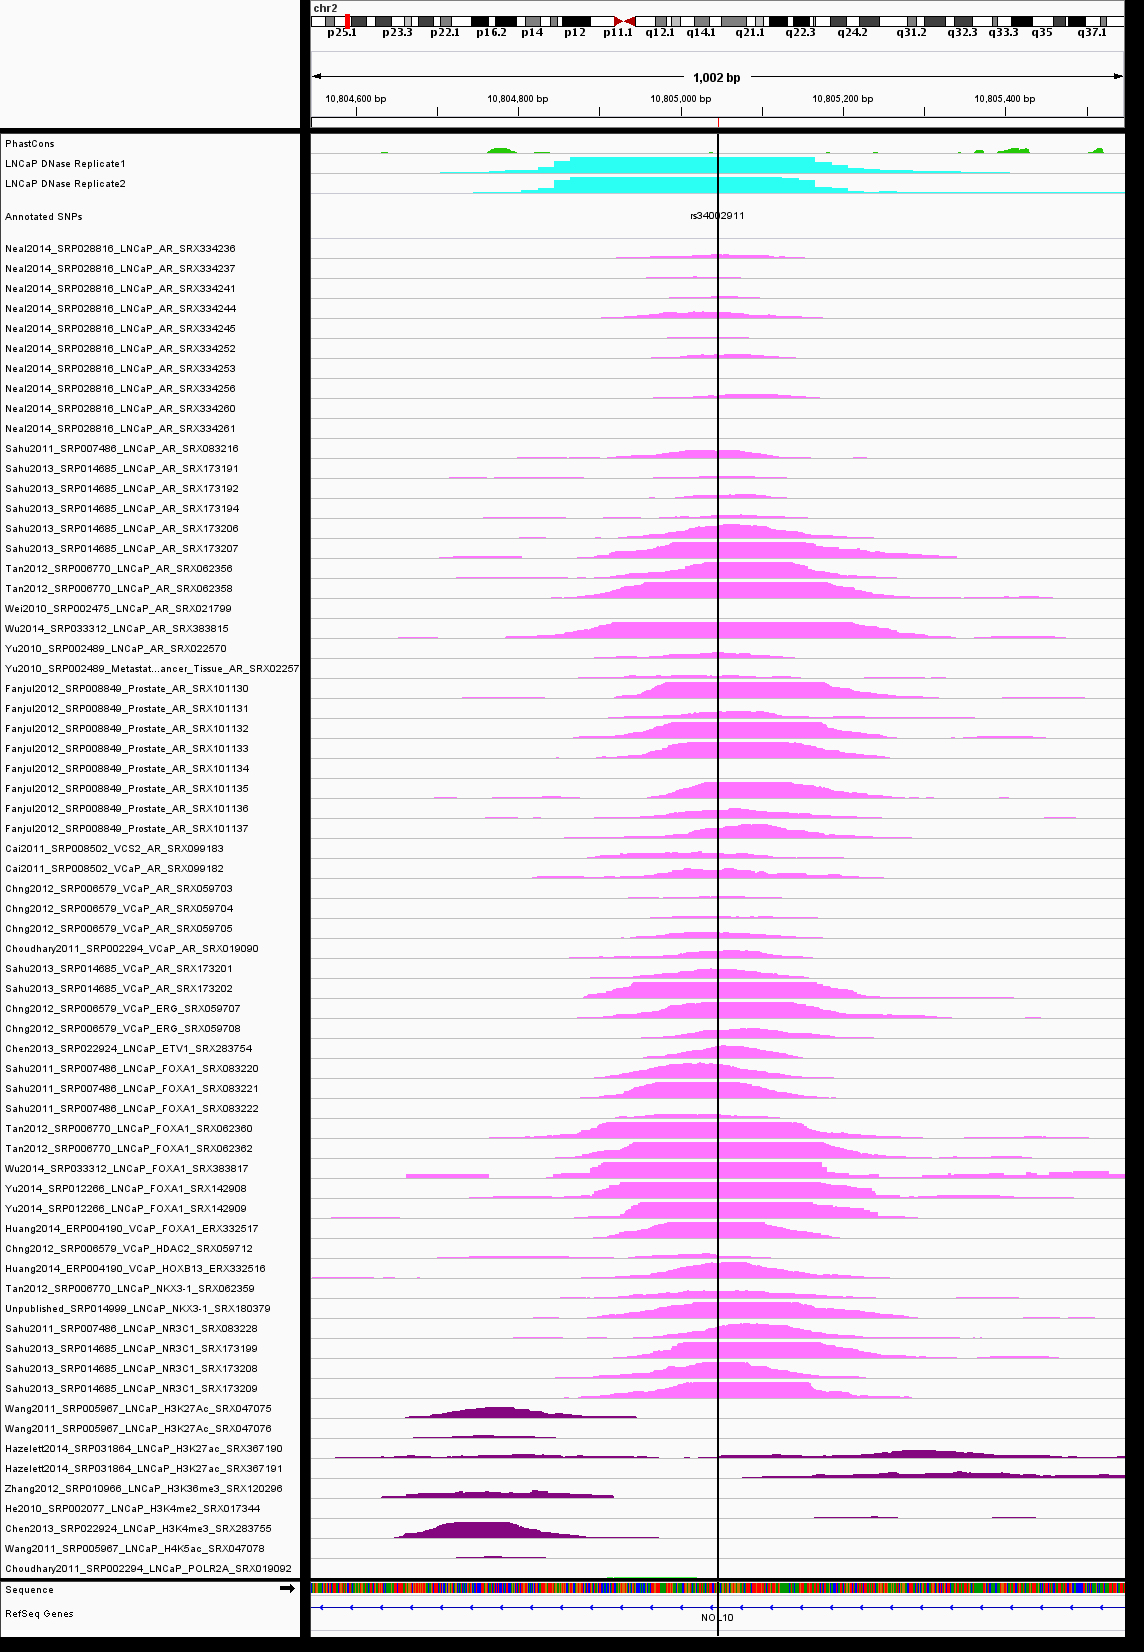 chr2
p25.1 p23.3 p22.1 p16.2 p14 p12 p11.1 q12.1 q14.1 q21.1 q22.3 q24.2 q31.2 q32.3 q33.3 q35 q37.1
1,002 bp
10,804,600 bp 10,804,800 bp 10,805,000 bp 10,805,200 bp 10,805,400 bp
PhastCons
LNCaP DNase Replicate1
LNCaP DNase Replicate2
Annotated SNPs rs34002911
Neal2014_SRP028816_LNCaP_AR_SRX334236
Neal2014_SRP028816_LNCaP_AR_SRX334237
Neal2014_SRP028816_LNCaP_AR_SRX334241
Neal2014_SRP028816_LNCaP_AR_SRX334244
Neal2014_SRP028816_LNCaP_AR_SRX334245
Neal2014_SRP028816_LNCaP_AR_SRX334252
Neal2014_SRP028816_LNCaP_AR_SRX334253
Neal2014_SRP028816_LNCaP_AR_SRX334256
Neal2014_SRP028816_LNCaP_AR_SRX334260
Neal2014_SRP028816_LNCaP_AR_SRX334261
Sahu2011_SRP007486_LNCaP_AR_SRX083216
Sahu2013_SRP014685_LNCaP_AR_SRX173191
Sahu2013_SRP014685_LNCaP_AR_SRX173192
Sahu2013_SRP014685_LNCaP_AR_SRX173194
Sahu2013_SRP014685_LNCaP_AR_SRX173206
Sahu2013_SRP014685_LNCaP_AR_SRX173207
Tan2012_SRP006770_LNCaP_AR_SRX062356
Tan2012_SRP006770_LNCaP_AR_SRX062358
Wei2010_SRP002475_LNCaP_AR_SRX021799
Wu2014_SRP033312_LNCaP_AR_SRX383815
Yu2010_SRP002489_LNCaP_AR_SRX022570
Yu2010_SRP002489_Metastat...ancer_Tissue_AR_SRX02257
Fanjul2012_SRP008849_Prostate_AR_SRX101130
Fanjul2012_SRP008849_Prostate_AR_SRX101131
Fanjul2012_SRP008849_Prostate_AR_SRX101132
Fanjul2012_SRP008849_Prostate_AR_SRX101133
Fanjul2012_SRP008849_Prostate_AR_SRX101134
Fanjul2012_SRP008849_Prostate_AR_SRX101135
Fanjul2012_SRP008849_Prostate_AR_SRX101136
Fanjul2012_SRP008849_Prostate_AR_SRX101137
Cai2011_SRP008502_VCS2_AR_SRX099183
Cai2011_SRP008502_VCaP_AR_SRX099182
Chng2012_SRP006579_VCaP_AR_SRX059703
Chng2012_SRP006579_VCaP_AR_SRX059704
Chng2012_SRP006579_VCaP_AR_SRX059705
Choudhary2011_SRP002294_VCaP_AR_SRX019090
Sahu2013_SRP014685_VCaP_AR_SRX173201
Sahu2013_SRP014685_VCaP_AR_SRX173202
Chng2012_SRP006579_VCaP_ERG_SRX059707
Chng2012_SRP006579_VCaP_ERG_SRX059708
Chen2013_SRP022924_LNCaP_ETV1_SRX283754
Sahu2011_SRP007486_LNCaP_FOXA1_SRX083220
Sahu2011_SRP007486_LNCaP_FOXA1_SRX083221
Sahu2011_SRP007486_LNCaP_FOXA1_SRX083222
Tan2012_SRP006770_LNCaP_FOXA1_SRX062360
Tan2012_SRP006770_LNCaP_FOXA1_SRX062362
Wu2014_SRP033312_LNCaP_FOXA1_SRX383817
Yu2014_SRP012266_LNCaP_FOXA1_SRX142908
Yu2014_SRP012266_LNCaP_FOXA1_SRX142909
Huang2014_ERP004190_VCaP_FOXA1_ERX332517
Chng2012_SRP006579_VCaP_HDAC2_SRX059712
Huang2014_ERP004190_VCaP_HOXB13_ERX332516
Tan2012_SRP006770_LNCaP_NKX3-1_SRX062359
Unpublished_SRP014999_LNCaP_NKX3-1_SRX180379
Sahu2011_SRP007486_LNCaP_NR3C1_SRX083228
Sahu2013_SRP014685_LNCaP_NR3C1_SRX173199
Sahu2013_SRP014685_LNCaP_NR3C1_SRX173208
Sahu2013_SRP014685_LNCaP_NR3C1_SRX173209
Wang2011_SRP005967_LNCaP_H3K27Ac_SRX047075
Wang2011_SRP005967_LNCaP_H3K27Ac_SRX047076
Hazelett2014_SRP031864_LNCaP_H3K27ac_SRX367190
Hazelett2014_SRP031864_LNCaP_H3K27ac_SRX367191
Zhang2012_SRP010966_LNCaP_H3K36me3_SRX120296
He2010_SRP002077_LNCaP_H3K4me2_SRX017344
Chen2013_SRP022924_LNCaP_H3K4me3_SRX283755
Wang2011_SRP005967_LNCaP_H4K5ac_SRX047078
Choudhary2011_SRP002294_LNCaP_POLR2A_SRX019092
Sequence
RefSeq Genes NOL10